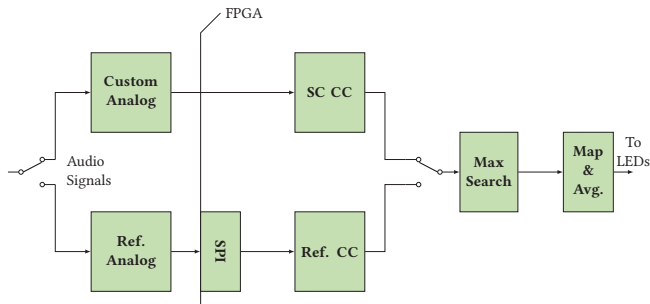 FPGA
Custom
Analog
SC CC
Audio
Signals
Max
Search
Map
&
Avg.
To
LEDs
Ref.
Analog
SPI
Ref. CC